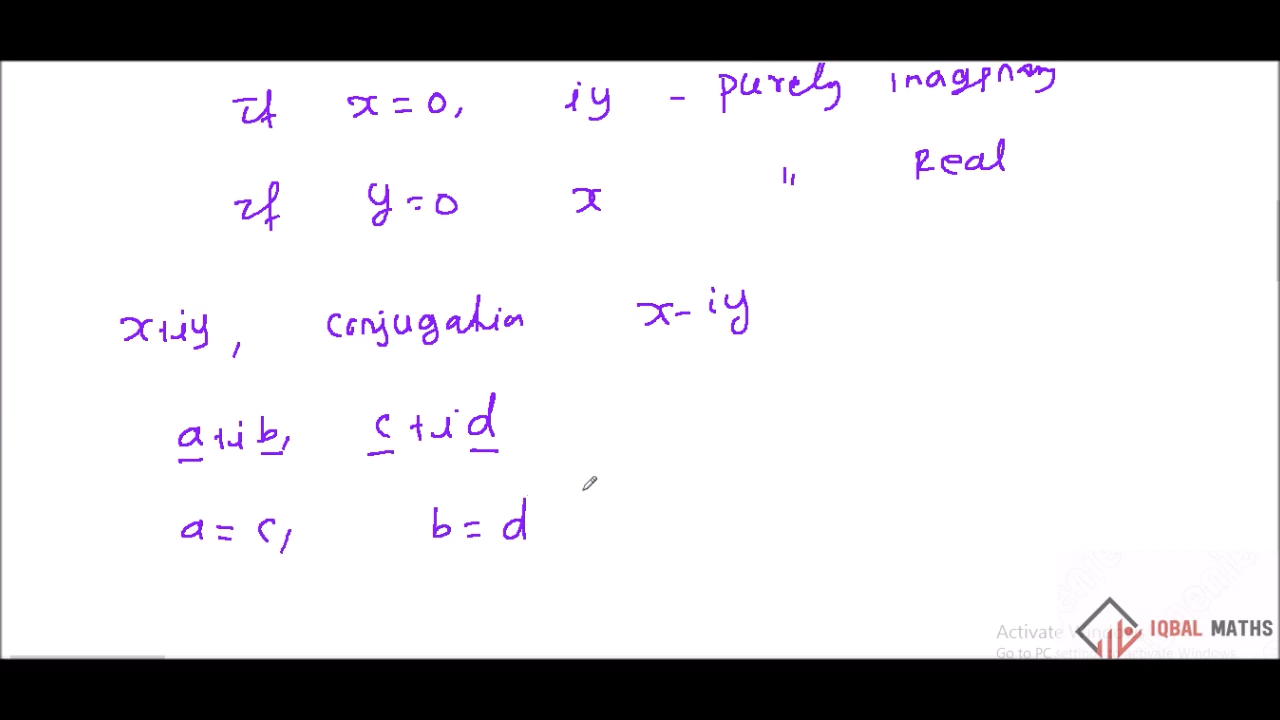 If x = 0, iy - purely imaginary
If y = 0 x " Real
x+iy, conjugation x - iy
a+ib, c+id
a = c, b = d
Activate Windows
Go to PC settings to activate Windows.
IQBAL MATHS